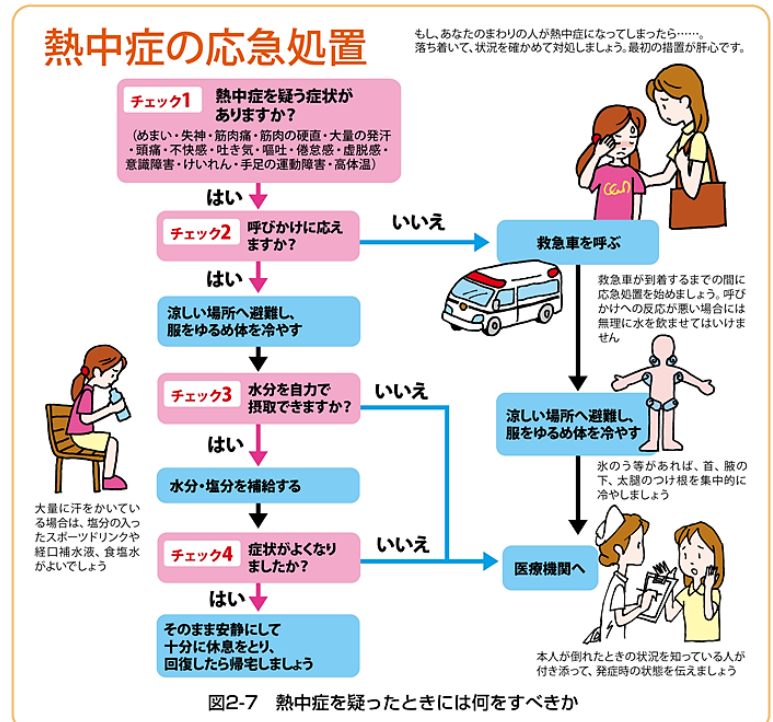 熱中症の応急処置
もし、あなたのまわりの人が熱中症になってしまったら……。
落ち着いて、状況を確かめて対処しましょう。最初の措置が肝心です。
チェック1
熱中症を疑う症状が
ありますか？
（めまい・失神・筋肉痛・筋肉の硬直・大量の発汗
・頭痛・不快感・吐き気・嘔吐・倦怠感・虚脱感・
意識障害・けいれん・手足の運動障害・高体温）
はい
チェック2
呼びかけに応え
ますか？
いいえ
救急車を呼ぶ
はい
救急車が到着するまでの間に
応急処置を始めましょう。呼び
かけへの反応が悪い場合には
無理に水を飲ませてはいけま
せん
涼しい場所へ避難し、
服をゆるめ体を冷やす
チェック3
水分を自力で
摂取できますか？
いいえ
涼しい場所へ避難し、
服をゆるめ体を冷やす
はい
氷のう等があれば、首、腋の
下、太腿のつけ根を集中的に
冷やしましょう
水分・塩分を補給する
大量に汗をかいている
場合は、塩分の入っ
たスポーツドリンクや
経口補水液、食塩水
がよいでしょう
チェック4
症状がよくなり
ましたか？
いいえ
医療機関へ
はい
そのまま安静にして
十分に休息をとり、
回復したら帰宅しましょう
本人が倒れたときの状況を知っている人が
付き添って、発症時の状態を伝えましょう
図2-7　熱中症を疑ったときには何をすべきか